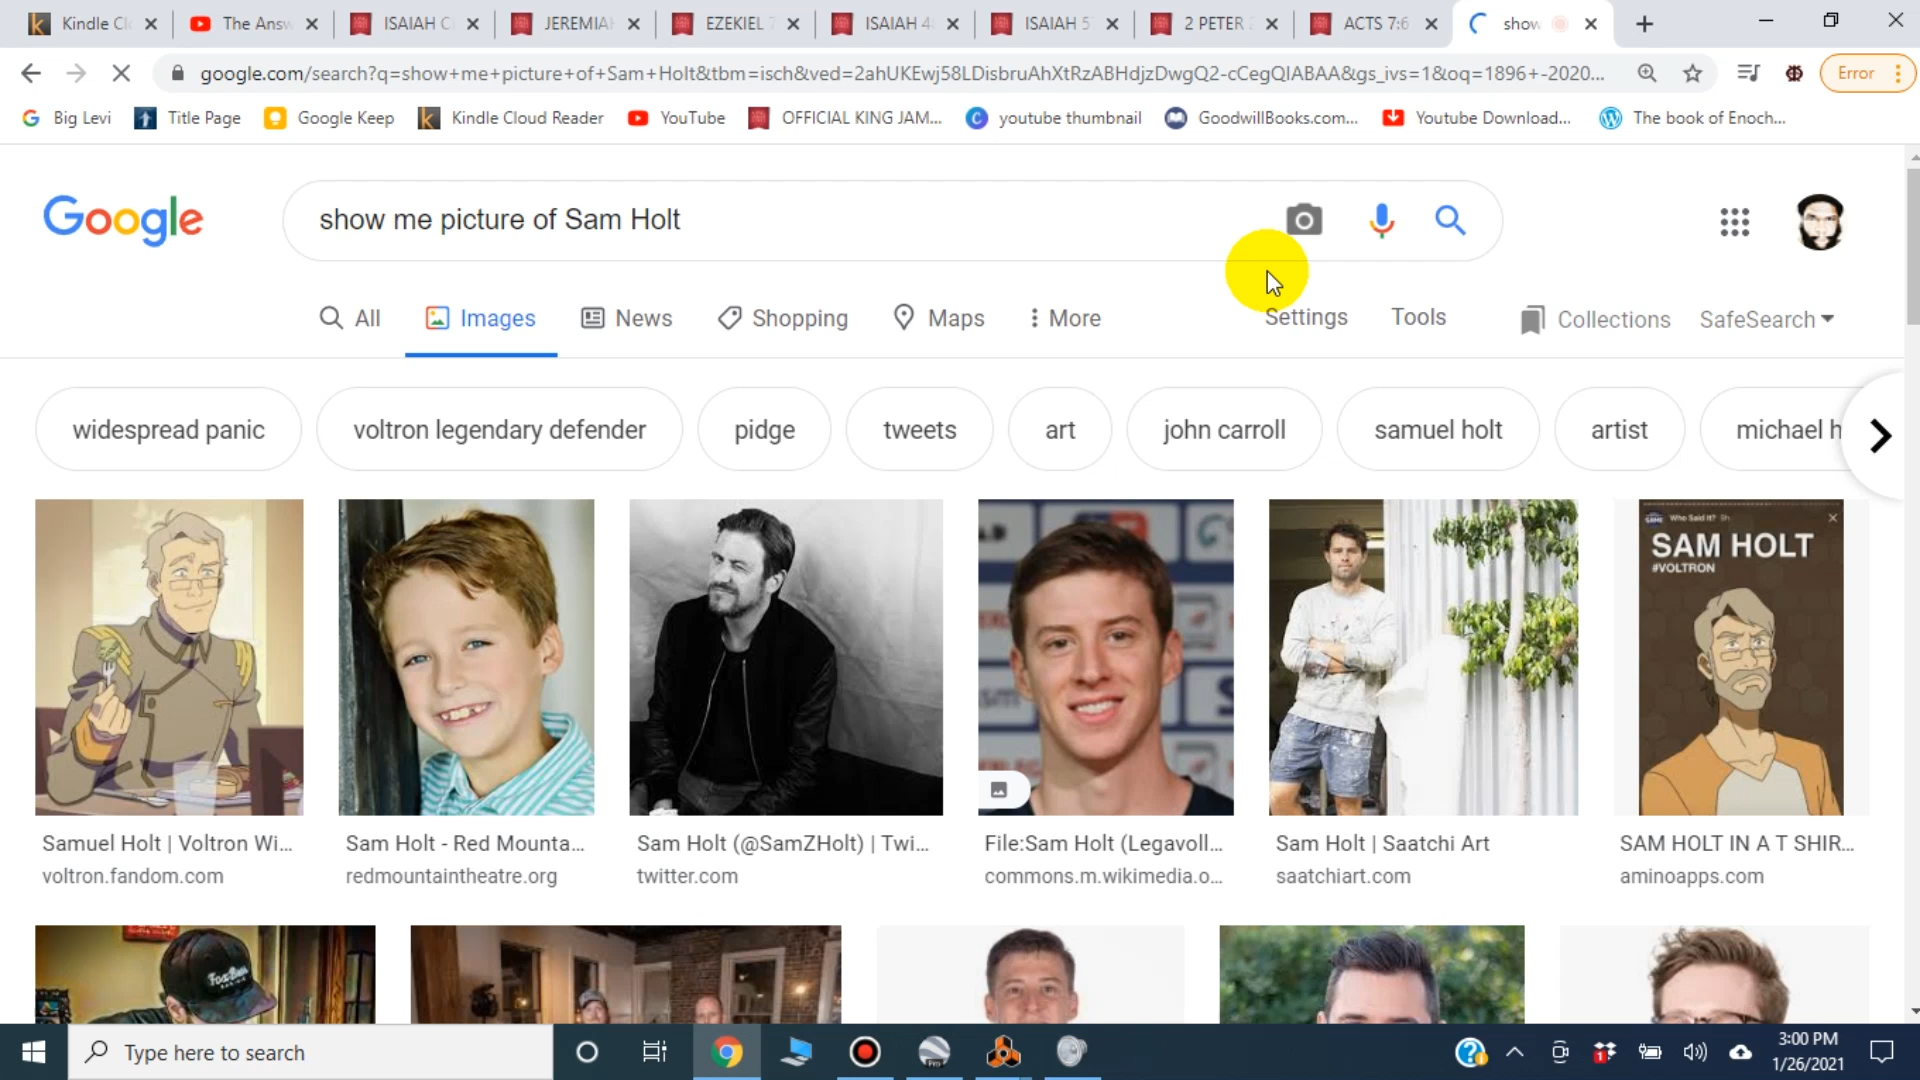 Kindle Cl
The Answ
ISAIAH C
JEREMIAH
EZEKIEL 7
ISAIAH 4
ISAIAH 5
2 PETER 2
ACTS 7:6
show
google.com/search?q=show+me+picture+of+Sam+Holt&tbm=isch&ved=2ahUKEwj58LDisbruAhXtRzABHdjzDwgQ2-cCegQIABAA&gs_ivs=1&oq=1896+-2020...
Error
Big Levi
Title Page
Google Keep
Kindle Cloud Reader
YouTube
OFFICIAL KING JAM...
youtube thumbnail
GoodwillBooks.com...
Youtube Download...
The book of Enoch...
Google
show me picture of Sam Holt
All
Images
News
Shopping
Maps
More
Settings
Tools
Collections
SafeSearch
widespread panic
voltron legendary defender
pidge
tweets
art
john carroll
samuel holt
artist
michael h
Who Said It? 9h
SAM HOLT
#VOLTRON
Samuel Holt | Voltron Wi...
voltron.fandom.com
Sam Holt - Red Mounta...
redmountaintheatre.org
Sam Holt (@SamZHolt) | Twi...
twitter.com
File:Sam Holt (Legavoll...
commons.m.wikimedia.o...
Sam Holt | Saatchi Art
saatchiart.com
SAM HOLT IN A T SHIR...
aminoapps.com
Type here to search
1
3:00 PM
1/26/2021